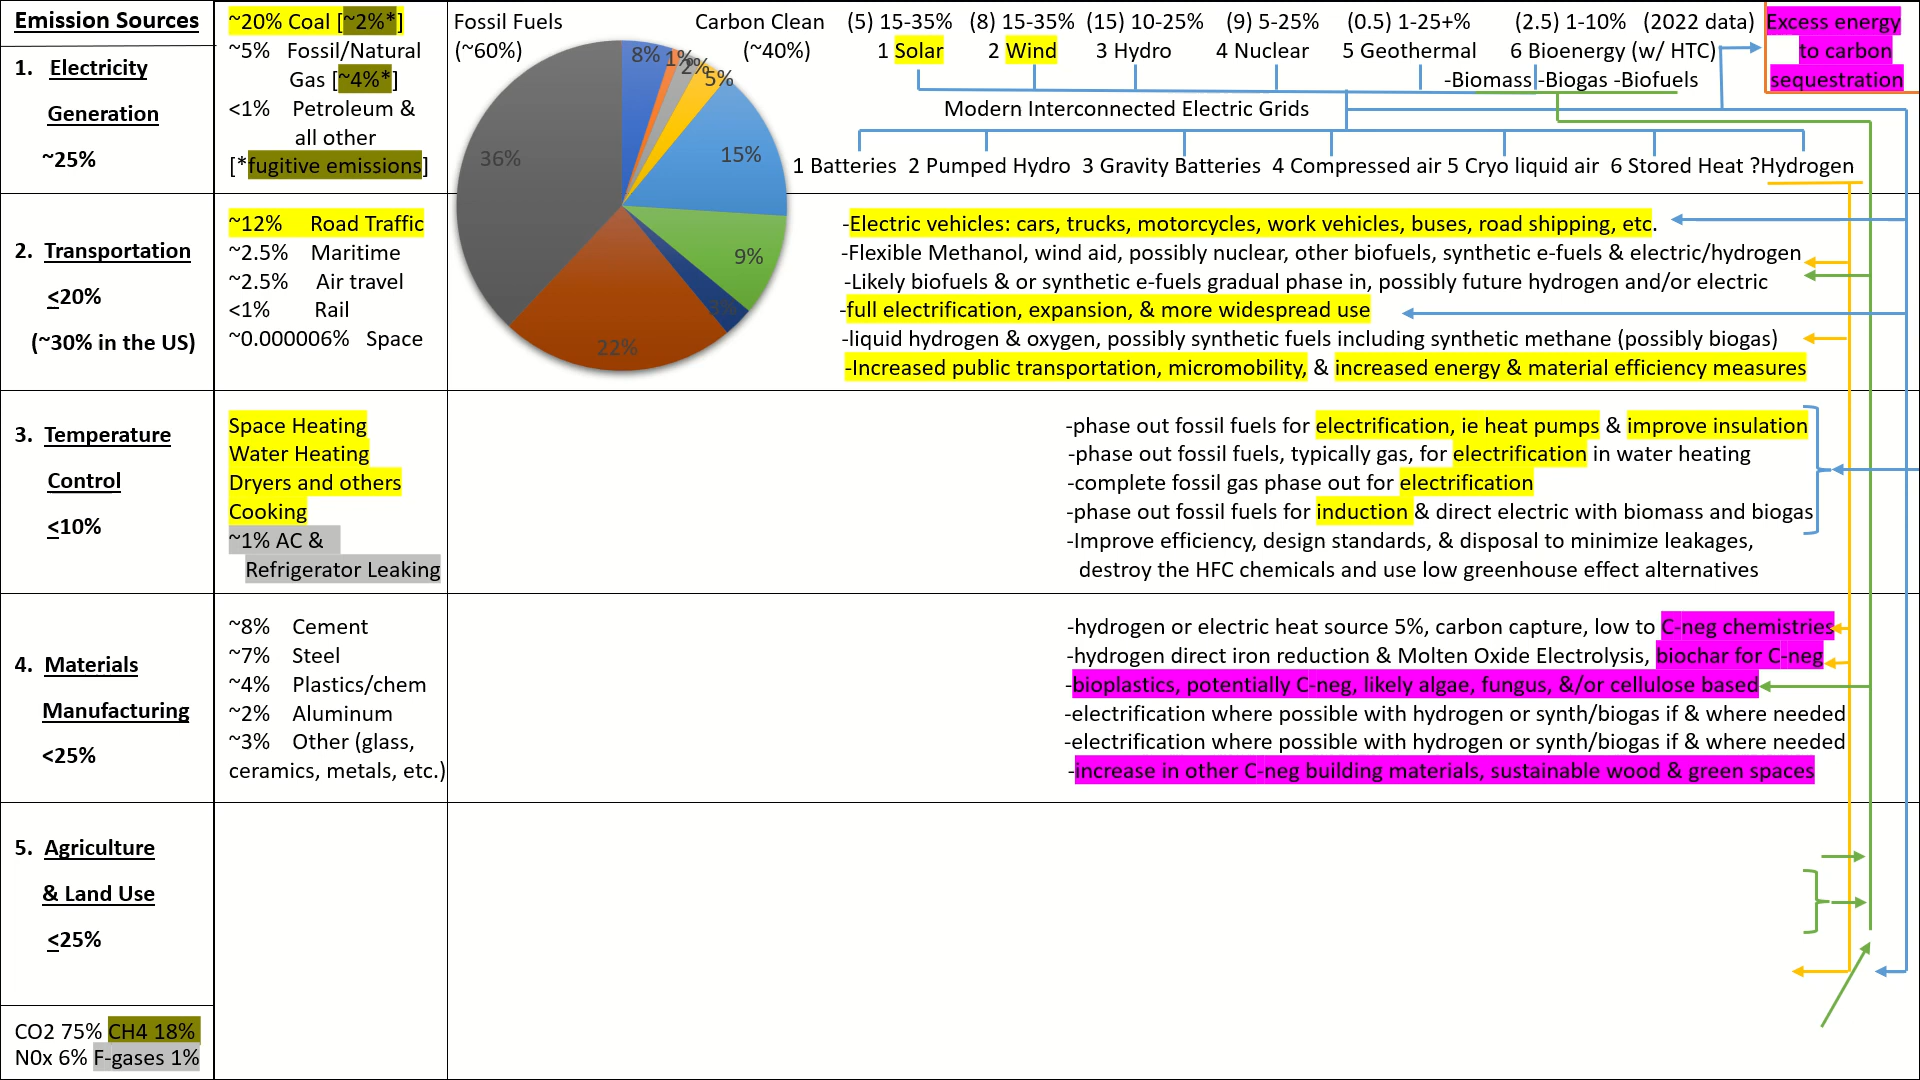 Emission Sources
1. Electricity
Generation
~25%
~20% Coal [~2%*]
~5% Fossil/Natural
Gas [~4%*]
<1% Petroleum &
all other
[*fugitive emissions]
Fossil Fuels
(~60%)
Carbon Clean
(~40%)
8%
1%
2%
5%
15%
9%
3%
22%
36%
(5) 15-35% (8) 15-35% (15) 10-25% (9) 5-25% (0.5) 1-25+% (2.5) 1-10% (2022 data)
1 Solar 2 Wind 3 Hydro 4 Nuclear 5 Geothermal 6 Bioenergy (w/ HTC)
-Biomass -Biogas -Biofuels
Excess energy
to carbon
sequestration
Modern Interconnected Electric Grids
1 Batteries 2 Pumped Hydro 3 Gravity Batteries 4 Compressed air 5 Cryo liquid air 6 Stored Heat ?Hydrogen
2. Transportation
<20%
(~30% in the US)
~12% Road Traffic
~2.5% Maritime
~2.5% Air travel
<1% Rail
~0.000006% Space
-Electric vehicles: cars, trucks, motorcycles, work vehicles, buses, road shipping, etc.
-Flexible Methanol, wind aid, possibly nuclear, other biofuels, synthetic e-fuels & electric/hydrogen
-Likely biofuels & or synthetic e-fuels gradual phase in, possibly future hydrogen and/or electric
-full electrification, expansion, & more widespread use
-liquid hydrogen & oxygen, possibly synthetic fuels including synthetic methane (possibly biogas)
-Increased public transportation, micromobility, & increased energy & material efficiency measures
3. Temperature
Control
<10%
Space Heating
Water Heating
Dryers and others
Cooking
~1% AC &
Refrigerator Leaking
-phase out fossil fuels for electrification, ie heat pumps & improve insulation
-phase out fossil fuels, typically gas, for electrification in water heating
-complete fossil gas phase out for electrification
-phase out fossil fuels for induction & direct electric with biomass and biogas
-Improve efficiency, design standards, & disposal to minimize leakages,
destroy the HFC chemicals and use low greenhouse effect alternatives
4. Materials
Manufacturing
<25%
~8% Cement
~7% Steel
~4% Plastics/chem
~2% Aluminum
~3% Other (glass,
ceramics, metals, etc.)
-hydrogen or electric heat source 5%, carbon capture, low to C-neg chemistries
-hydrogen direct iron reduction & Molten Oxide Electrolysis, biochar for C-neg
-bioplastics, potentially C-neg, likely algae, fungus, &/or cellulose based
-electrification where possible with hydrogen or synth/biogas if & where needed
-electrification where possible with hydrogen or synth/biogas if & where needed
-increase in other C-neg building materials, sustainable wood & green spaces
5. Agriculture
& Land Use
<25%
CO2 75% CH4 18%
N0x 6% F-gases 1%